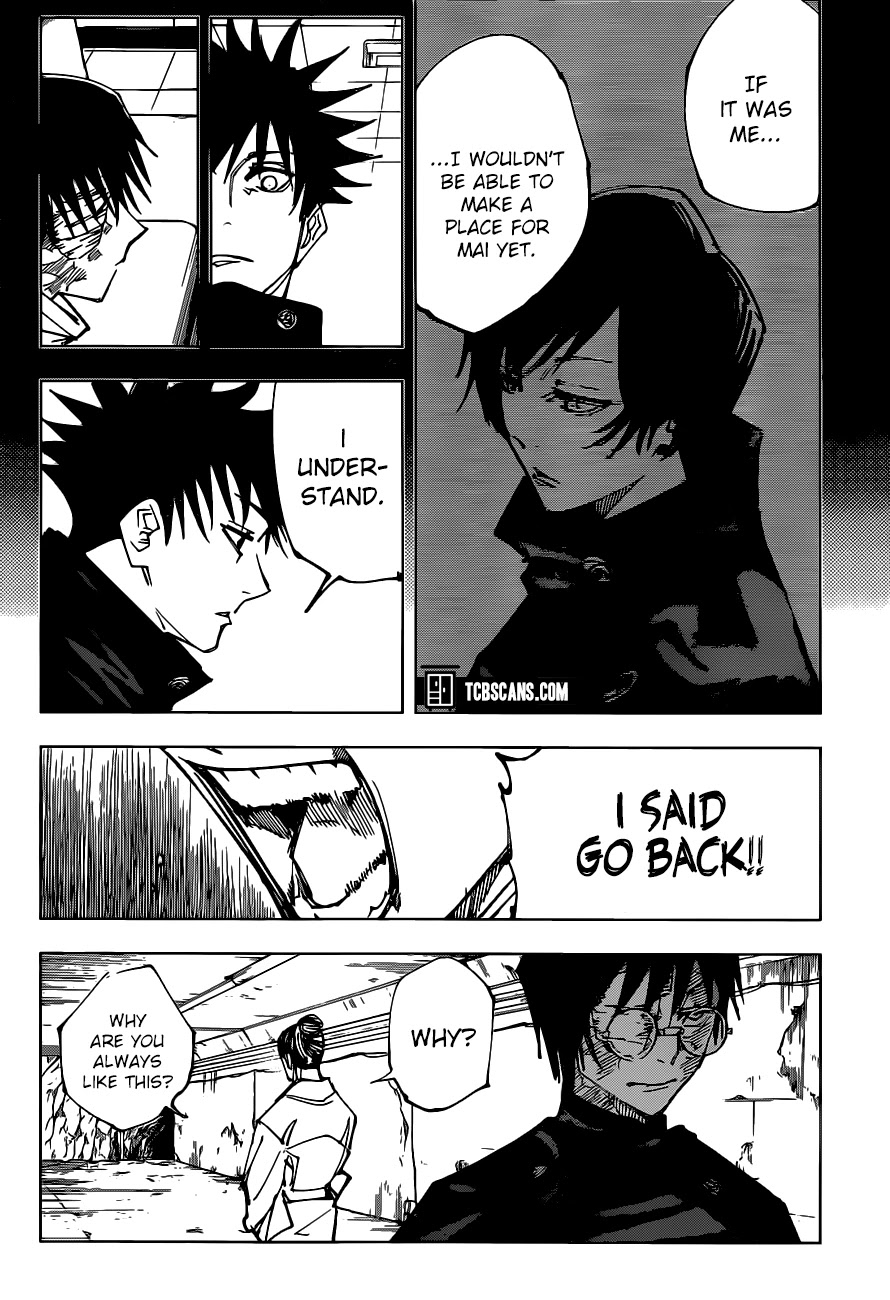 IF
IT WAS
ME...
...I WOULDN'T
BE ABLE TO
MAKE A
PLACE FOR
MAI YET.
I
UNDER-
STAND.
TCBSCANS.COM
I SAID
GO BACK!!
WHY?
WHY
ARE YOU
ALWAYS
LIKE THIS?